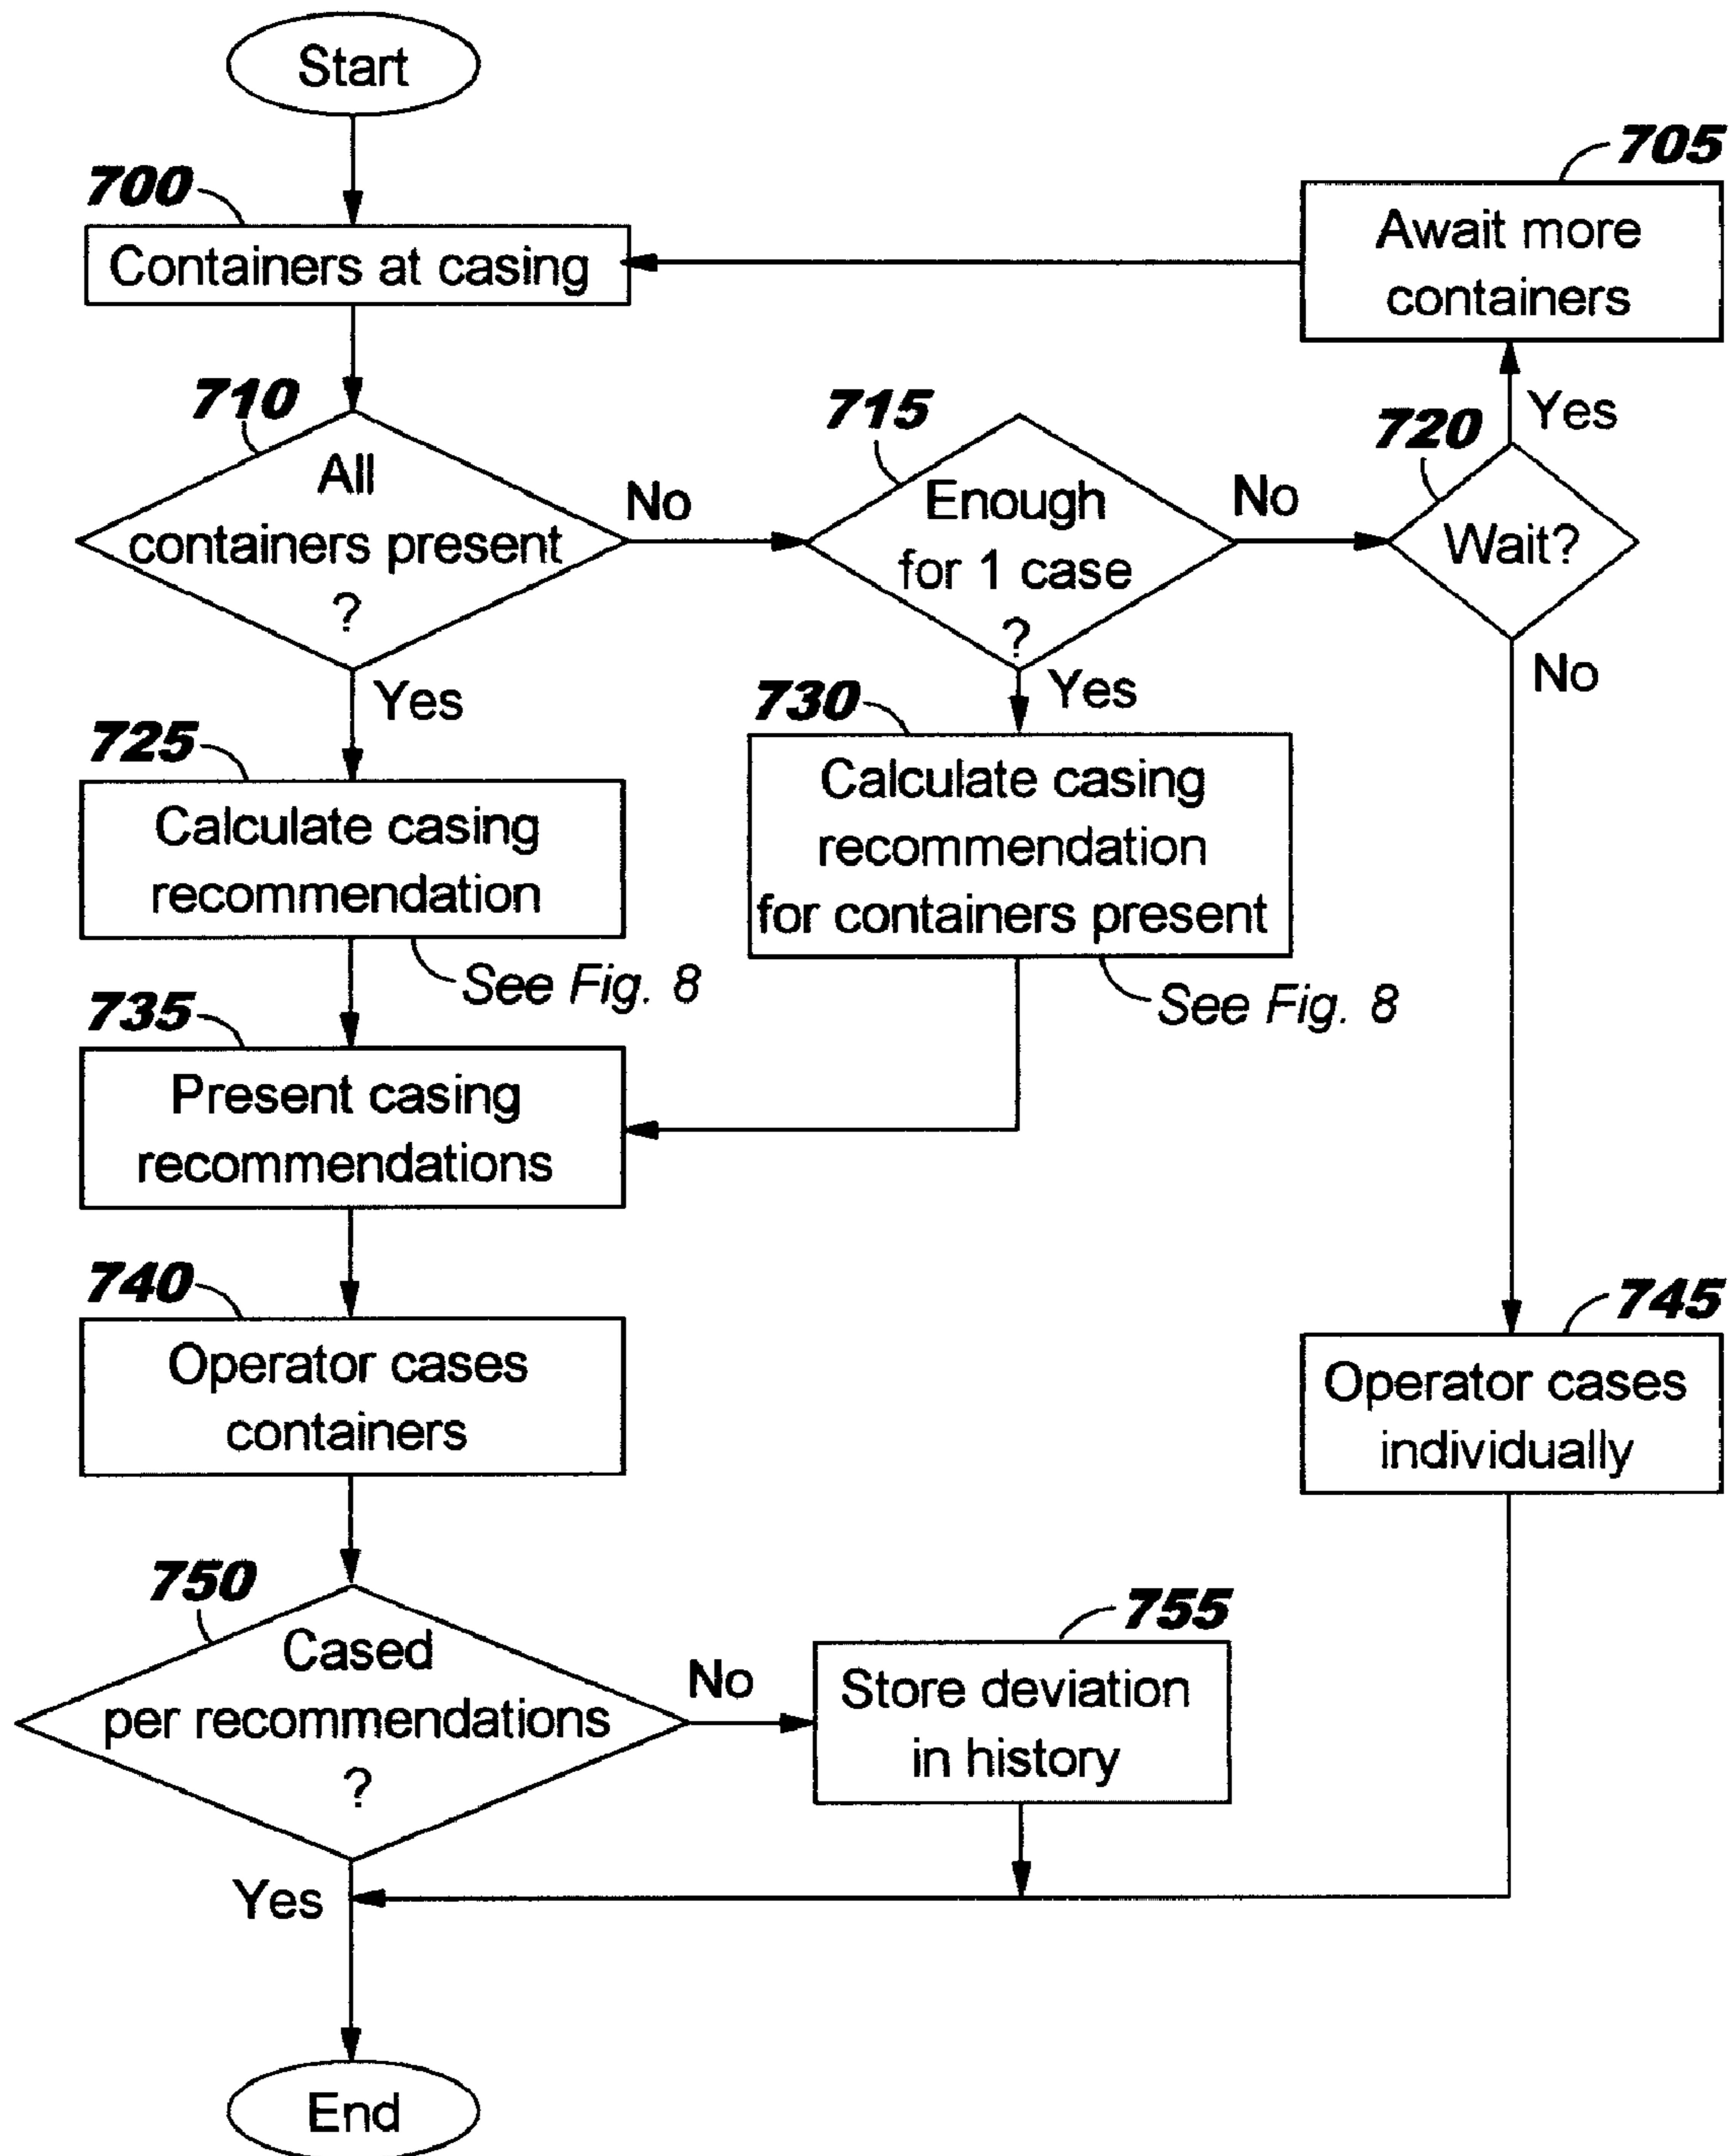 Start
700
Containers at casing
705
Await more
containers
710
All
containers present
?
No
Yes
715
Enough
for 1 case
?
No
Yes
720
Wait?
Yes
No
725
Calculate casing
recommendation
See Fig. 8
730
Calculate casing
recommendation
for containers present
See Fig. 8
735
Present casing
recommendations
740
Operator cases
containers
745
Operator cases
individually
750
Cased
per recommendations
?
No
Yes
755
Store deviation
in history
End